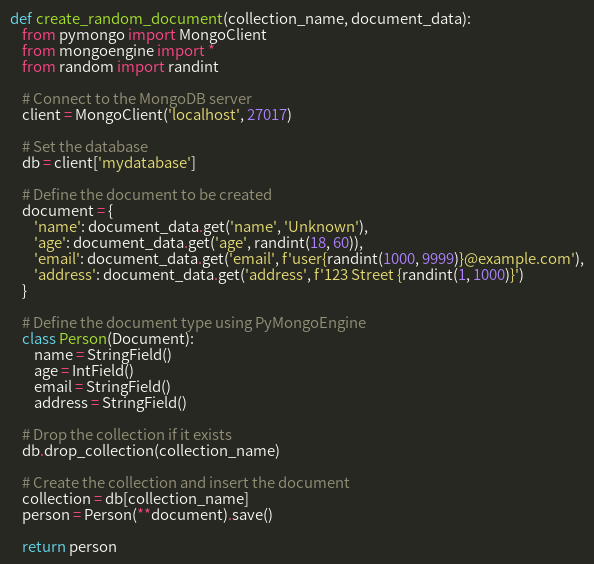 def create_random_document(collection_name, document_data):
from pymongo import MongoClient
from mongoengine import *
from random import randint
# Connect to the MongoDB server
client = MongoClient('localhost', 27017)
# Set the database
db = client['mydatabase']
# Define the document to be created
document = {
'name': document_data.get('name', 'Unknown'),
'age': document_data.get('age', randint(18, 60)),
'email': document_data.get('email', f'user{randint(1000, 9999)}@example.com'),
'address': document_data.get('address', f'123 Street {randint(1, 1000)}')
}
# Define the document type using PyMongoEngine
class Person(Document):
name = StringField()
age = IntField()
email = StringField()
address = StringField()
# Drop the collection if it exists
db.drop_collection(collection_name)
# Create the collection and insert the document
collection = db[collection_name]
person = Person(**document).save()
return person